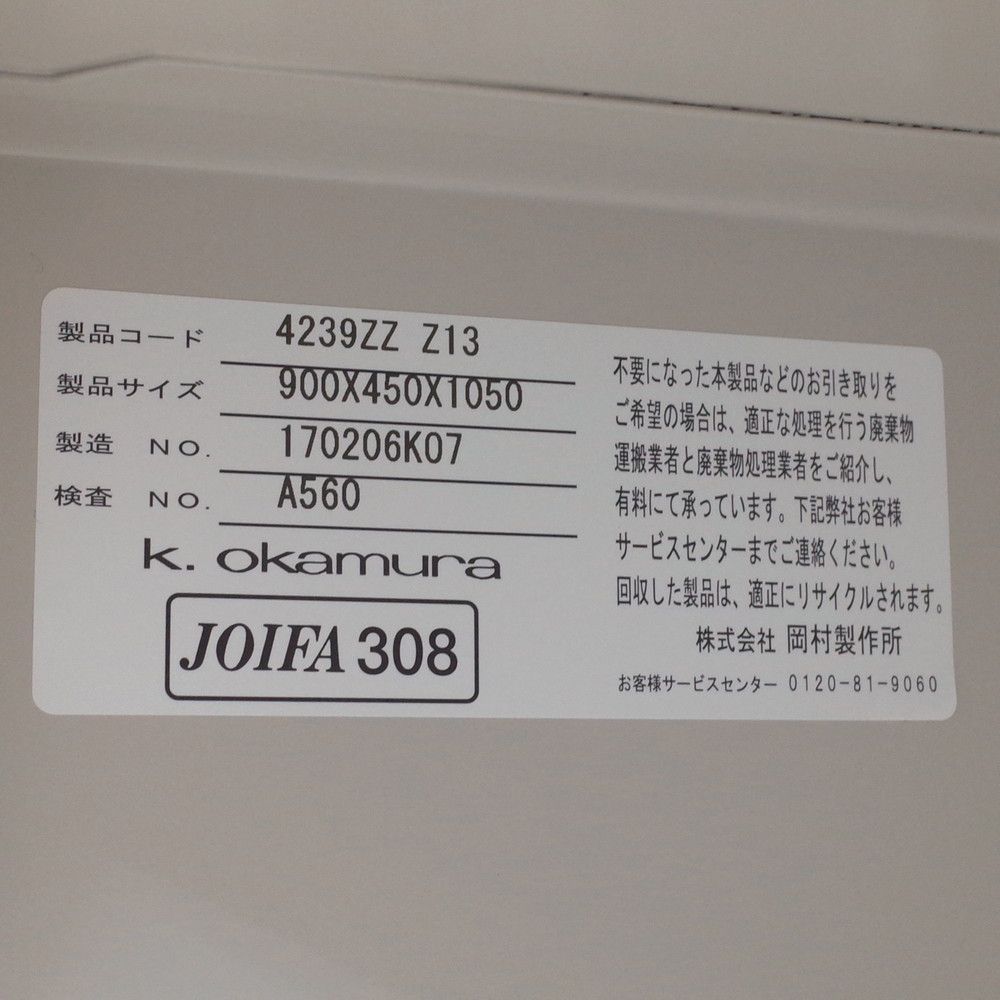 製品コード 4239ZZ Z13
製品サイズ 900X450X1050
製造 NO. 170206K07
検査 NO. A560
k. okamura
JOIFA 308
不要になった本製品などのお引き取りを
ご希望の場合は、適正な処理を行う廃棄物
運搬業者と廃棄物処理業者をご紹介し、
有料にて承っています。下記弊社お客様
サービスセンターまでご連絡ください。
回収した製品は、適正にリサイクルされます。
株式会社 岡村製作所
お客様サービスセンター 0120-81-9060